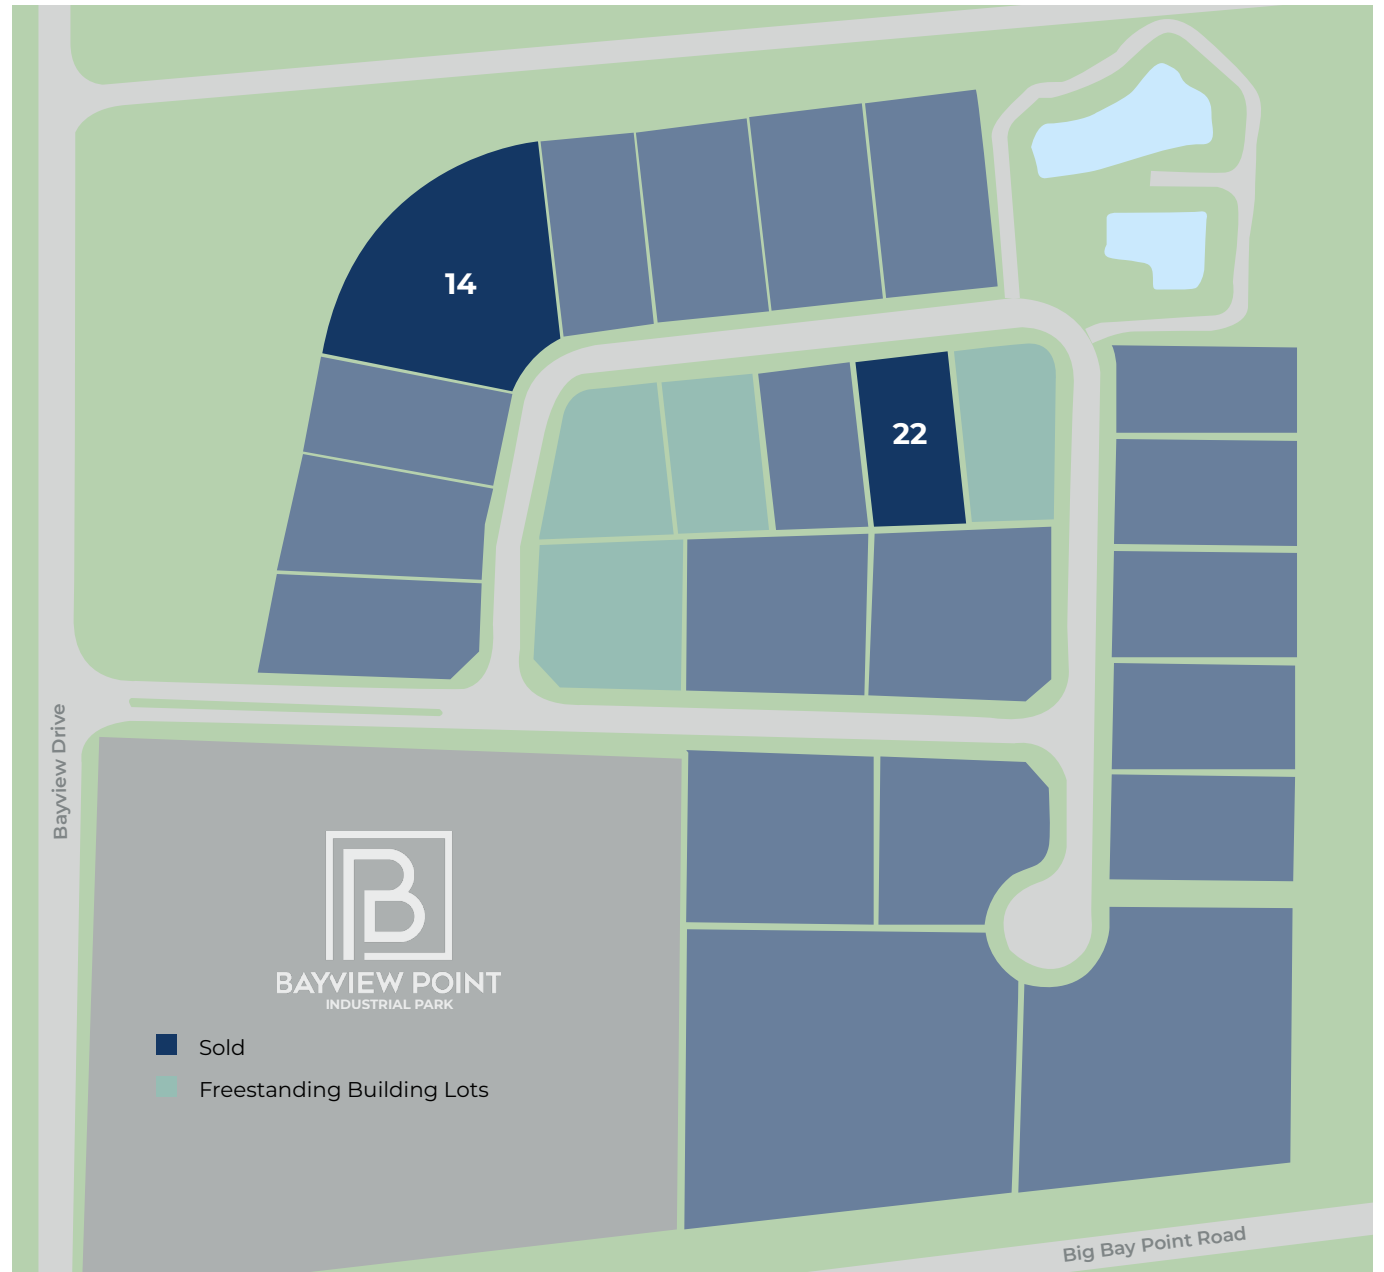 14
22
Bayview Drive
BAYVIEW POINT
INDUSTRIAL PARK
Sold
Freestanding Building Lots
Big Bay Point Road